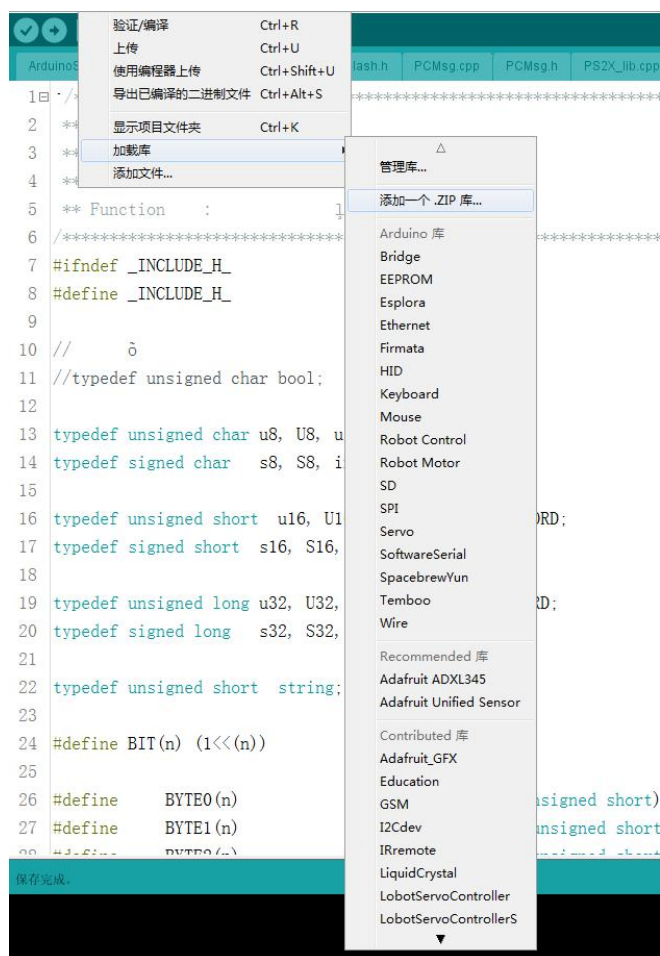 验证/编译 Ctrl+R
上传 Ctrl+U
使用编程器上传 Ctrl+Shift+U
导出已编译的二进制文件 Ctrl+Alt+S
显示项目文件夹 Ctrl+K
加载库
添加文件...
lash.h PCMsg.cpp PCMsg.h PS2X_lib.cpp
△
管理库...
添加一个 .ZIP 库...
Arduino 库
Bridge
EEPROM
Esplora
Ethernet
Firmata
HID
Keyboard
Mouse
Robot Control
Robot Motor
SD
SPI
Servo
SoftwareSerial
SpacebrewYun
Temboo
Wire
Recommended 库
Adafruit ADXL345
Adafruit Unified Sensor
Contributed 库
Adafruit_GFX
Education
GSM
I2Cdev
IRremote
LiquidCrystal
LobotServoController
LobotServoControllerS
▼
1
2 **
3 **
4 **
5 ** Function :
6 /******************************
7 #ifndef _INCLUDE_H_
8 #define _INCLUDE_H_
9
10 // ò
11 //typedef unsigned char bool;
12
13 typedef unsigned char u8, U8, u
14 typedef signed char s8, S8, i
15
16 typedef unsigned short u16, U1 RD;
17 typedef signed short s16, S16,
18
19 typedef unsigned long u32, U32, D;
20 typedef signed long s32, S32,
21
22 typedef unsigned short string;
23
24 #define BIT(n) (1<<(n))
25
26 #define BYTE0(n) signed short)
27 #define BYTE1(n) unsigned short
保存完成。